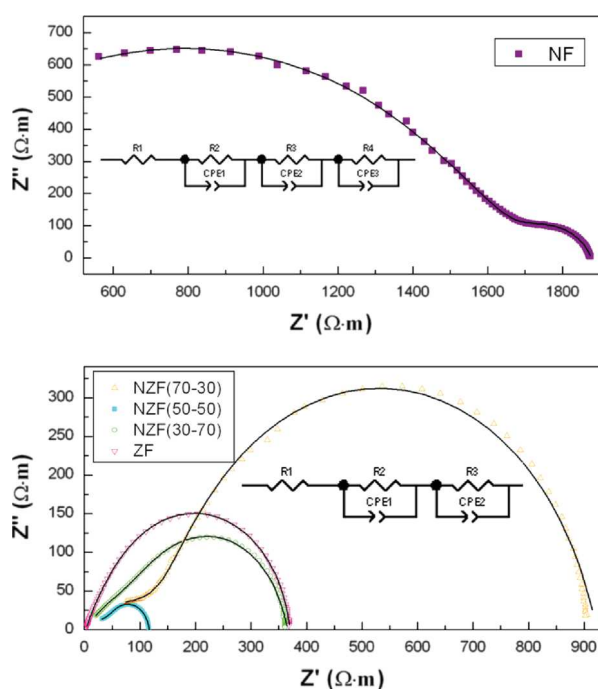 700
600
500
400
300
200
100
0
Z'' (Ω·m)
NF
R1 R2 R3 R4
CPE1 CPE2 CPE3
600 800 1000 1200 1400 1600 1800
Z' (Ω·m)
300
250
200
150
100
50
0
Z'' (Ω·m)
NZF(70-30)
NZF(50-50)
NZF(30-70)
ZF
R1 R2 R3
CPE1 CPE2
0 100 200 300 400 500 600 700 800 900
Z' (Ω·m)